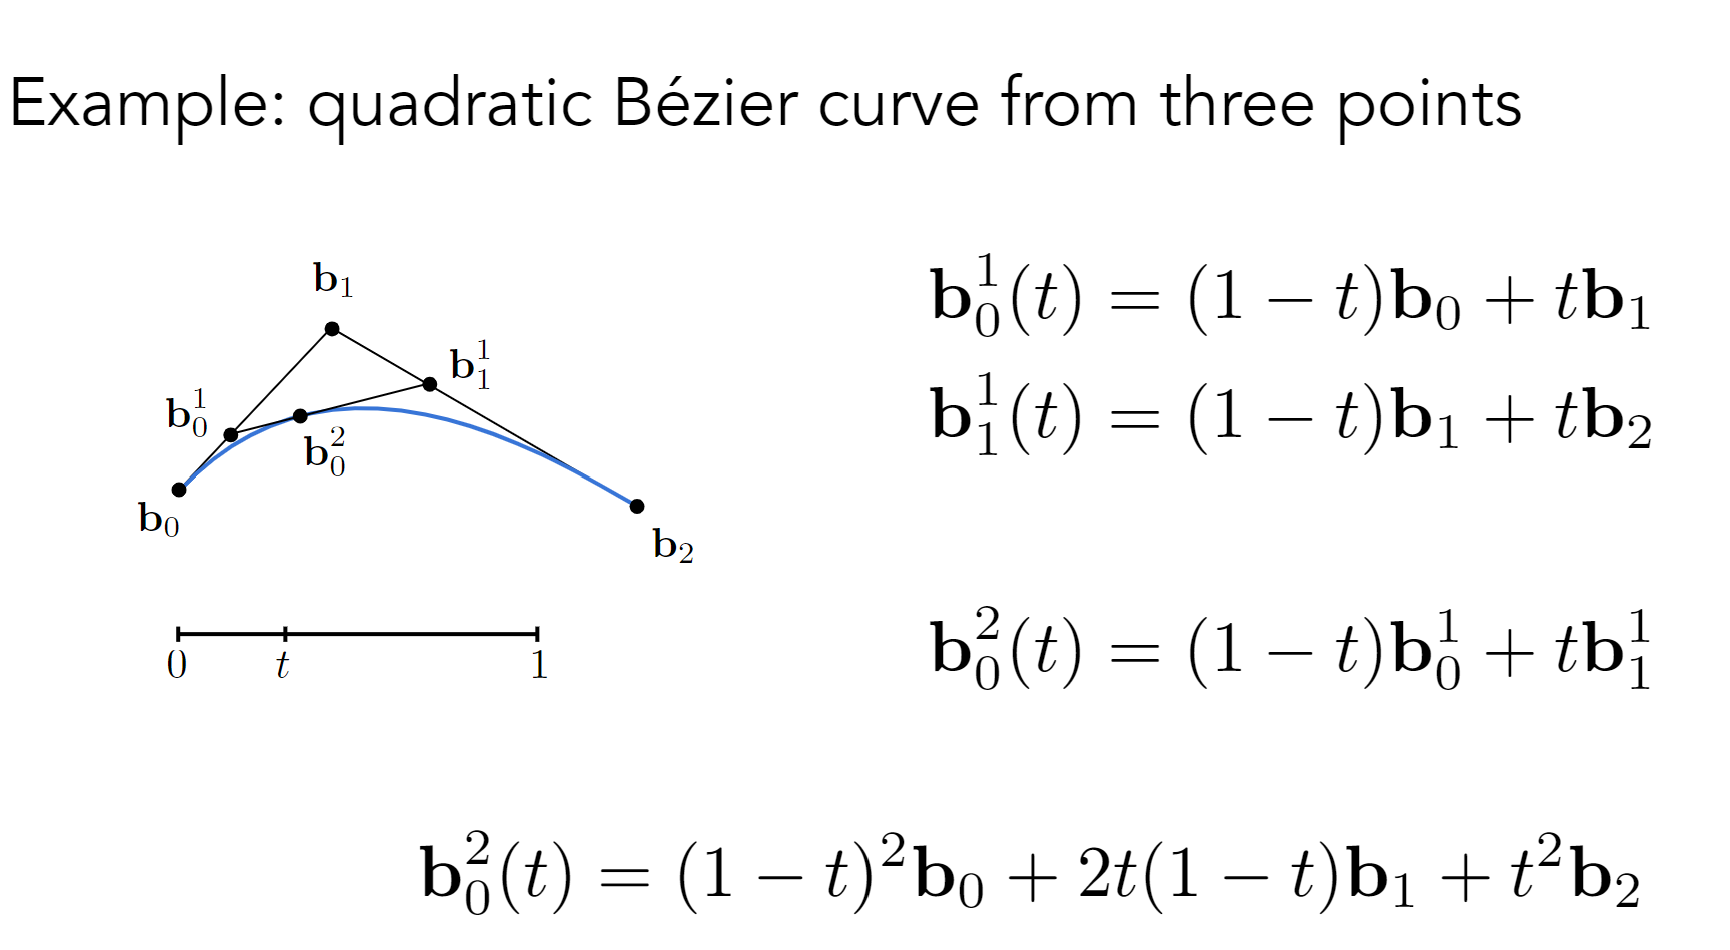 Example: quadratic Bézier curve from three points
b₁
b₁¹
b₀¹
b₀²
b₀
b₂
0 t 1
b₀¹(t) = (1 − t)b₀ + tb₁
b₁¹(t) = (1 − t)b₁ + tb₂
b₀²(t) = (1 − t)b₀¹ + tb₁¹
b₀²(t) = (1 − t)²b₀ + 2t(1 − t)b₁ + t²b₂